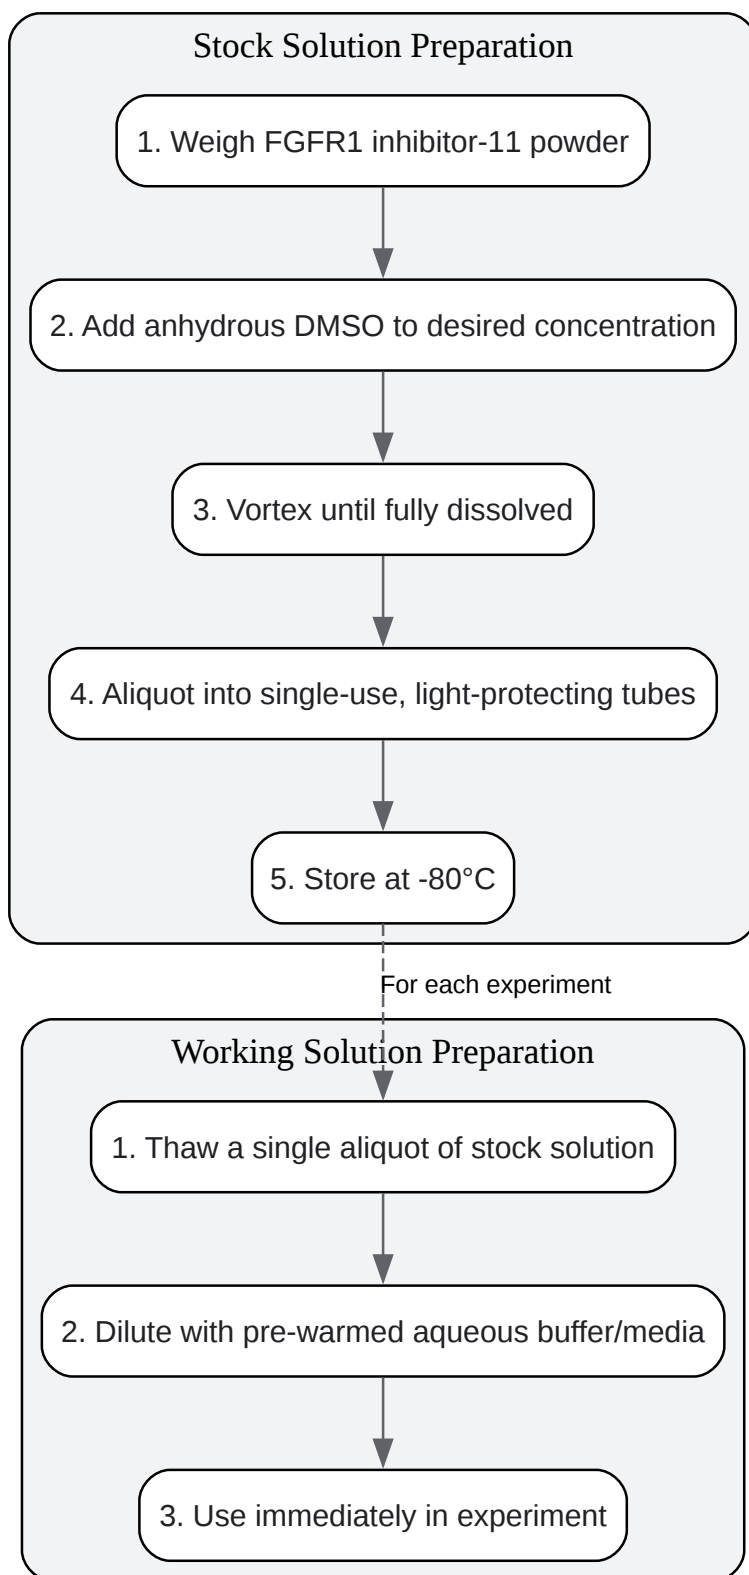 Stock Solution Preparation
1. Weigh FGFR1 inhibitor-11 powder
2. Add anhydrous DMSO to desired concentration
3. Vortex until fully dissolved
4. Aliquot into single-use, light-protecting tubes
5. Store at -80°C
For each experiment
Working Solution Preparation
1. Thaw a single aliquot of stock solution
2. Dilute with pre-warmed aqueous buffer/media
3. Use immediately in experiment